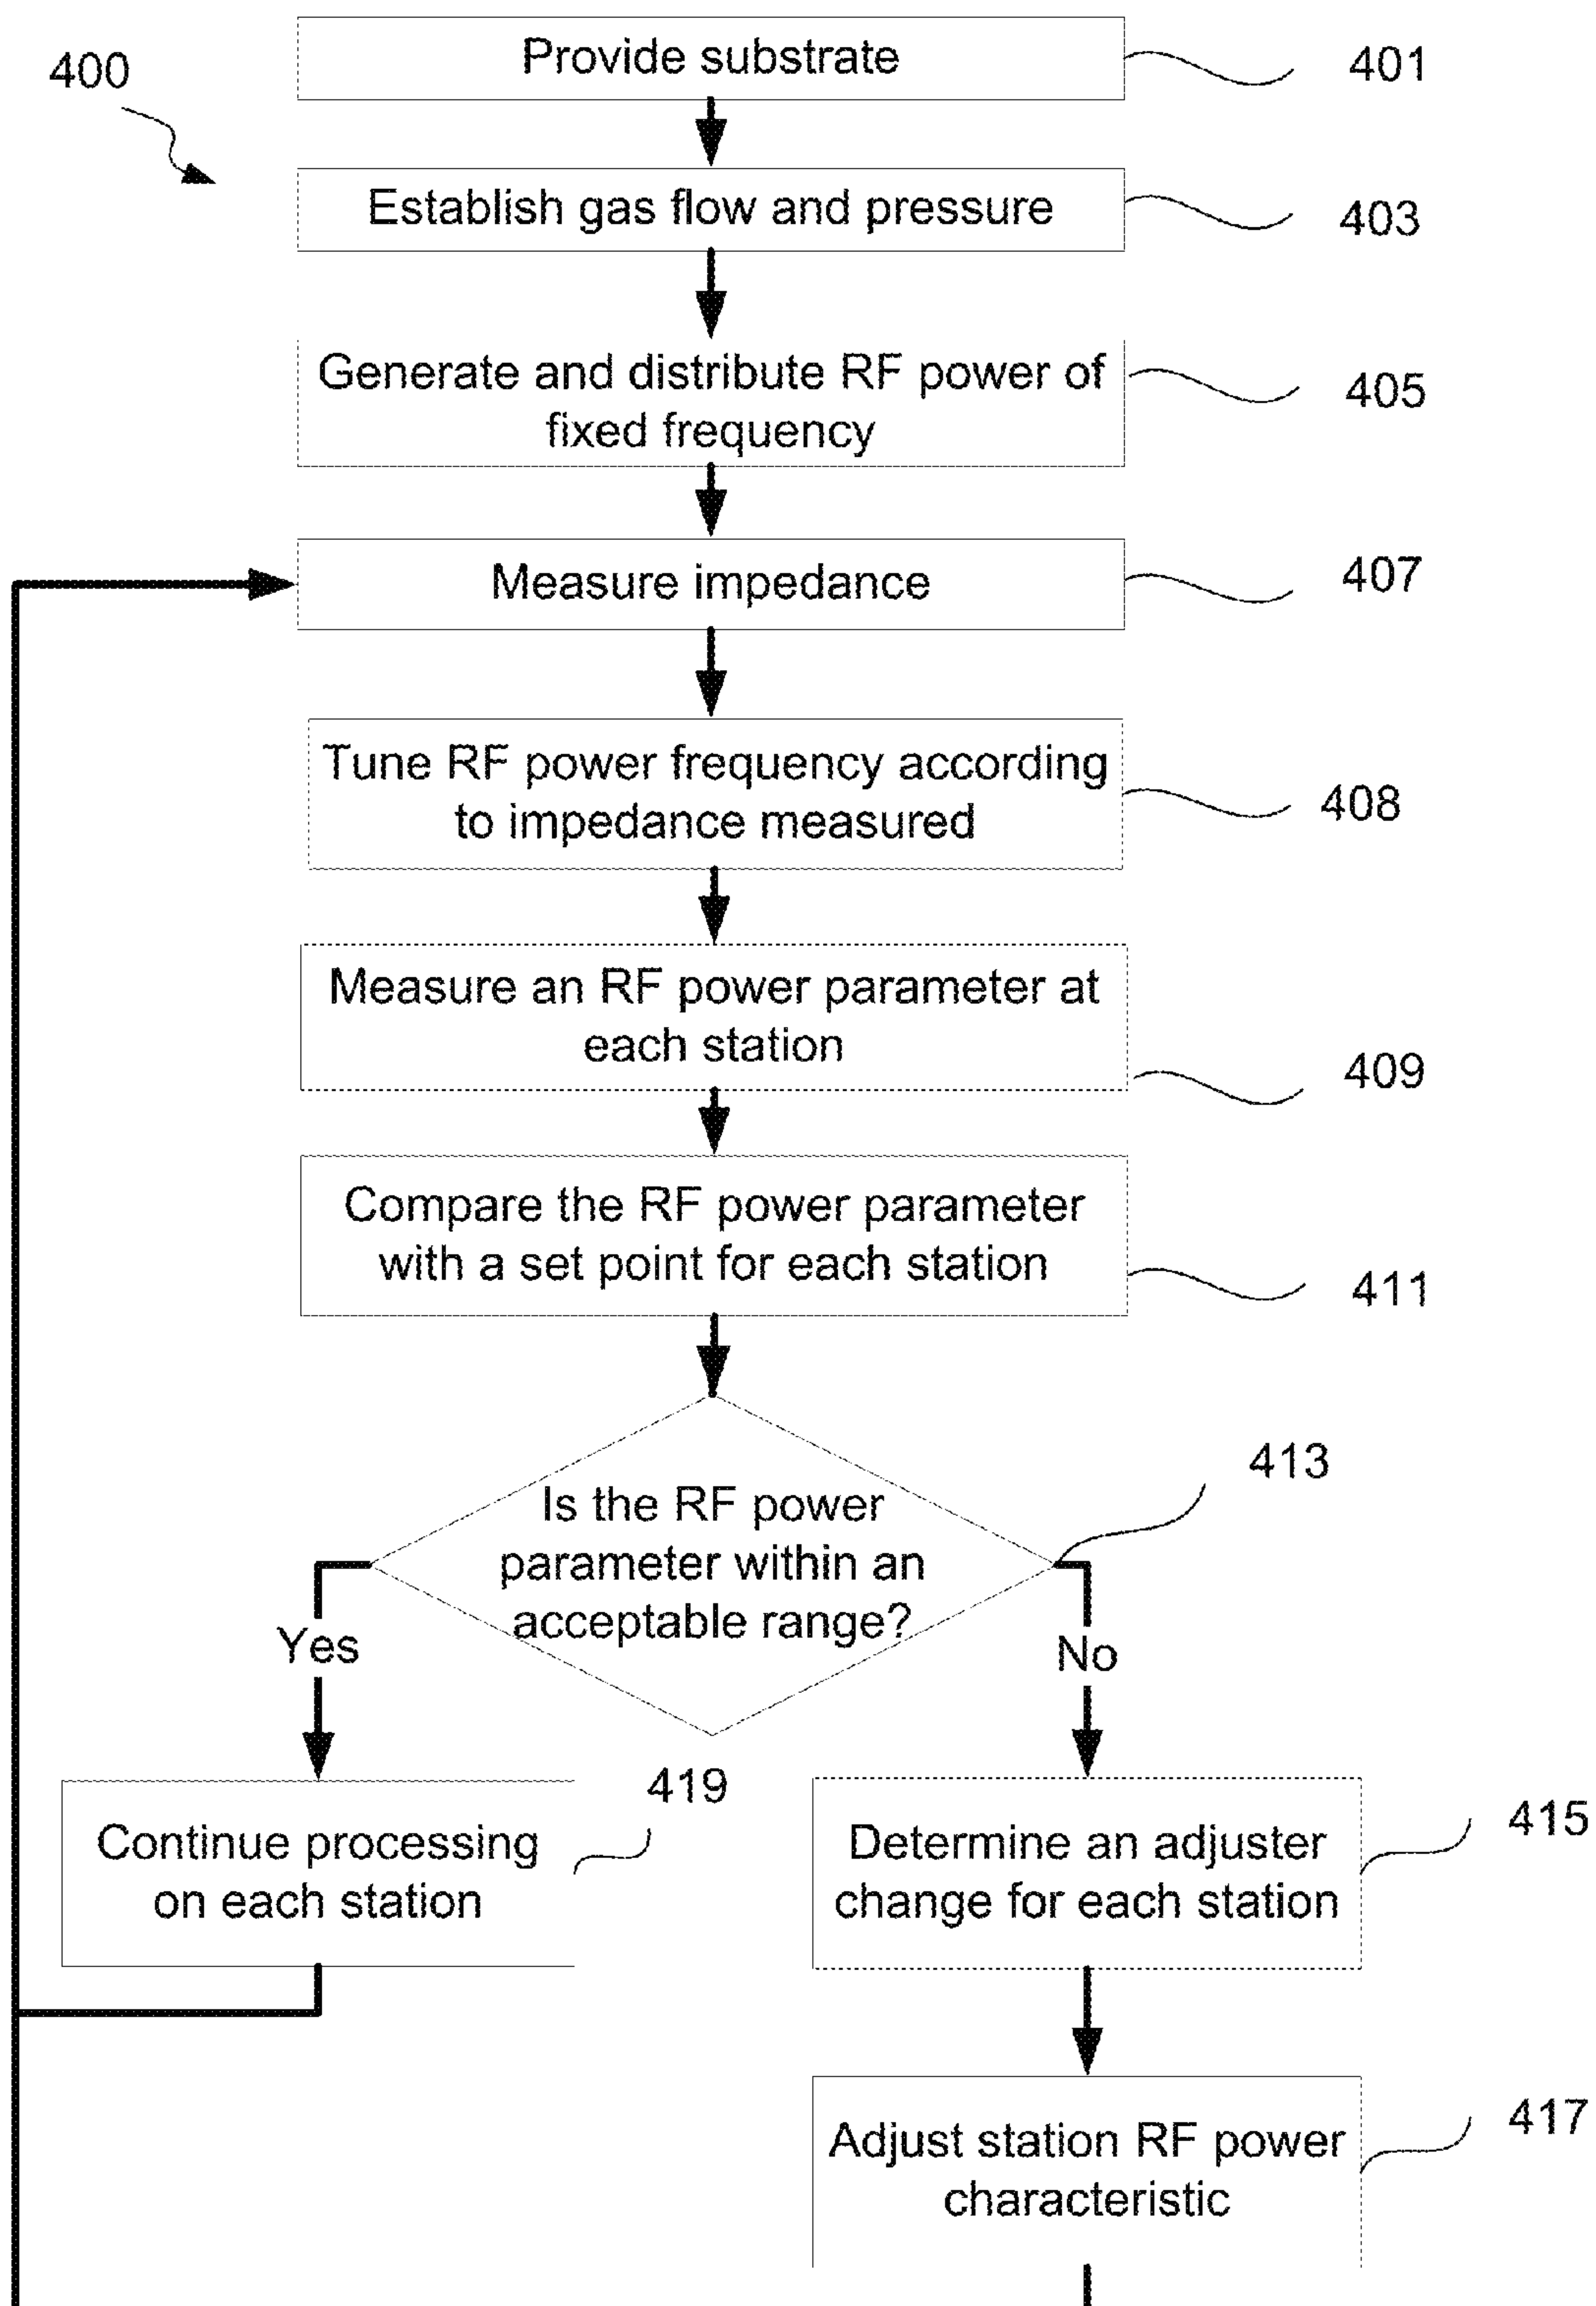 400
Provide substrate
401
Establish gas flow and pressure
403
Generate and distribute RF power of
fixed frequency
405
Measure impedance
407
Tune RF power frequency according
to impedance measured
408
Measure an RF power parameter at
each station
409
Compare the RF power parameter
with a set point for each station
411
Is the RF power
parameter within an
acceptable range?
413
Yes
No
Continue processing
on each station
419
Determine an adjuster
change for each station
415
Adjust station RF power
characteristic
417